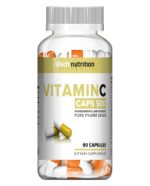 aTech nutrition
VITAMIN C
CAPS 500
PURE PHARM GRADE
90 CAPSULES
DIETARY SUPPLEMENT